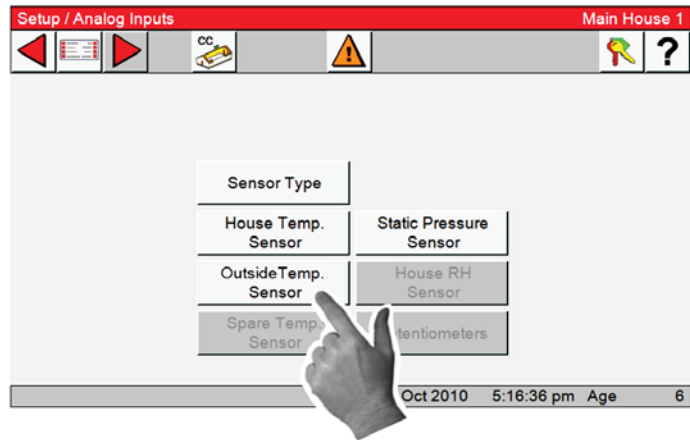 Setup / Analog Inputs Main House 1
CC
?
Sensor Type
House Temp.
Sensor
Static Pressure
Sensor
OutsideTemp..
Sensor
House RH
Sensor
Spare Temp.
Sensor
Oct 2010 5:16:36 pm Age 6